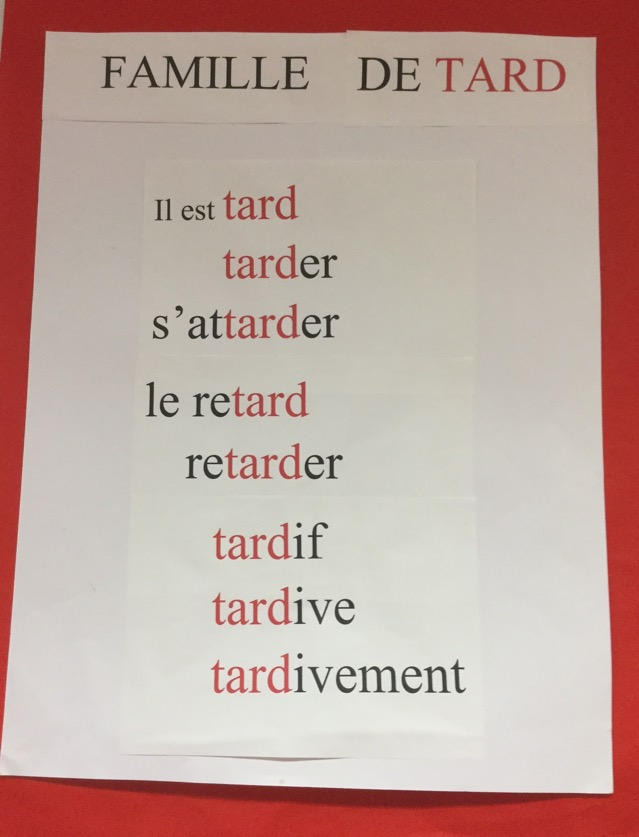 FAMILLE DE TARD
Il est tard
tarder
s’attarder
le retard
retarder
tardif
tardive
tardivement